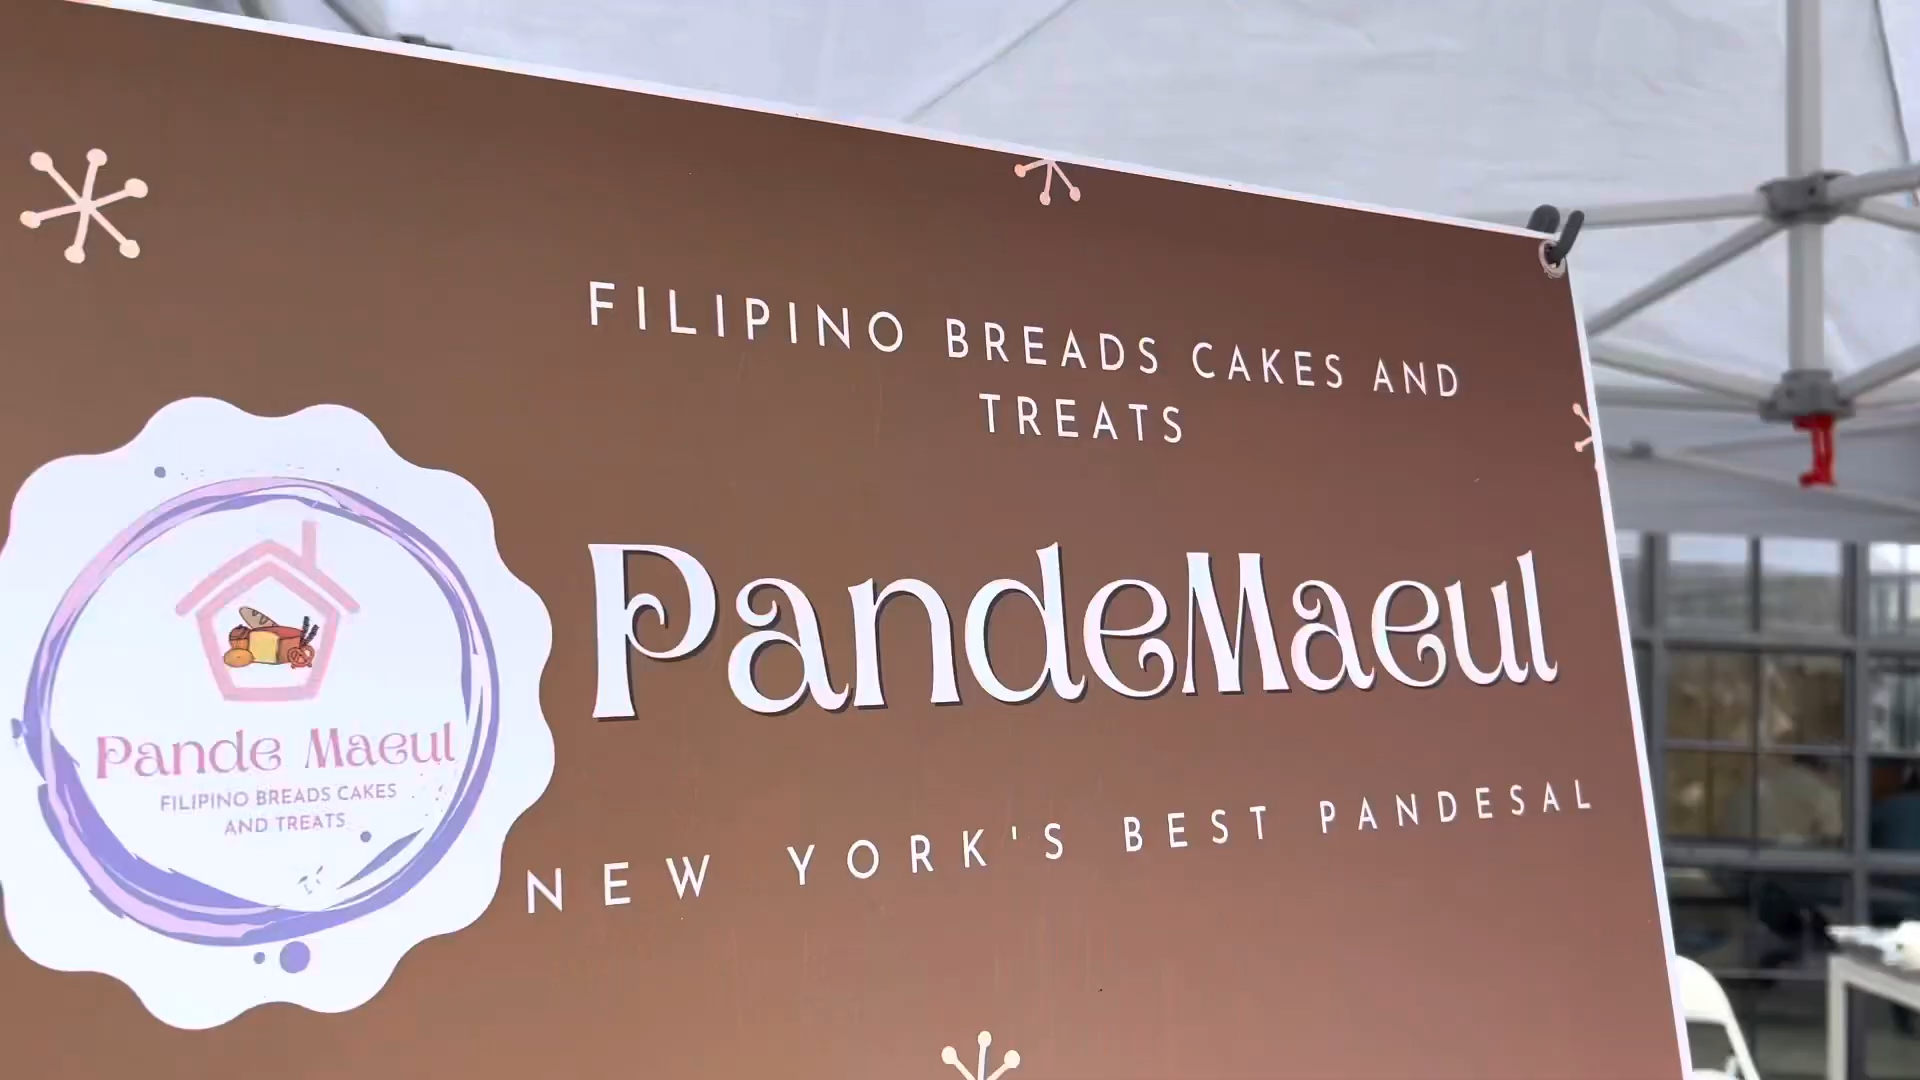 FILIPINO BREADS CAKES AND
TREATS
PandeMaeul
NEW YORK'S BEST PANDESAL
Pande Maeul
FILIPINO BREADS CAKES
AND TREATS